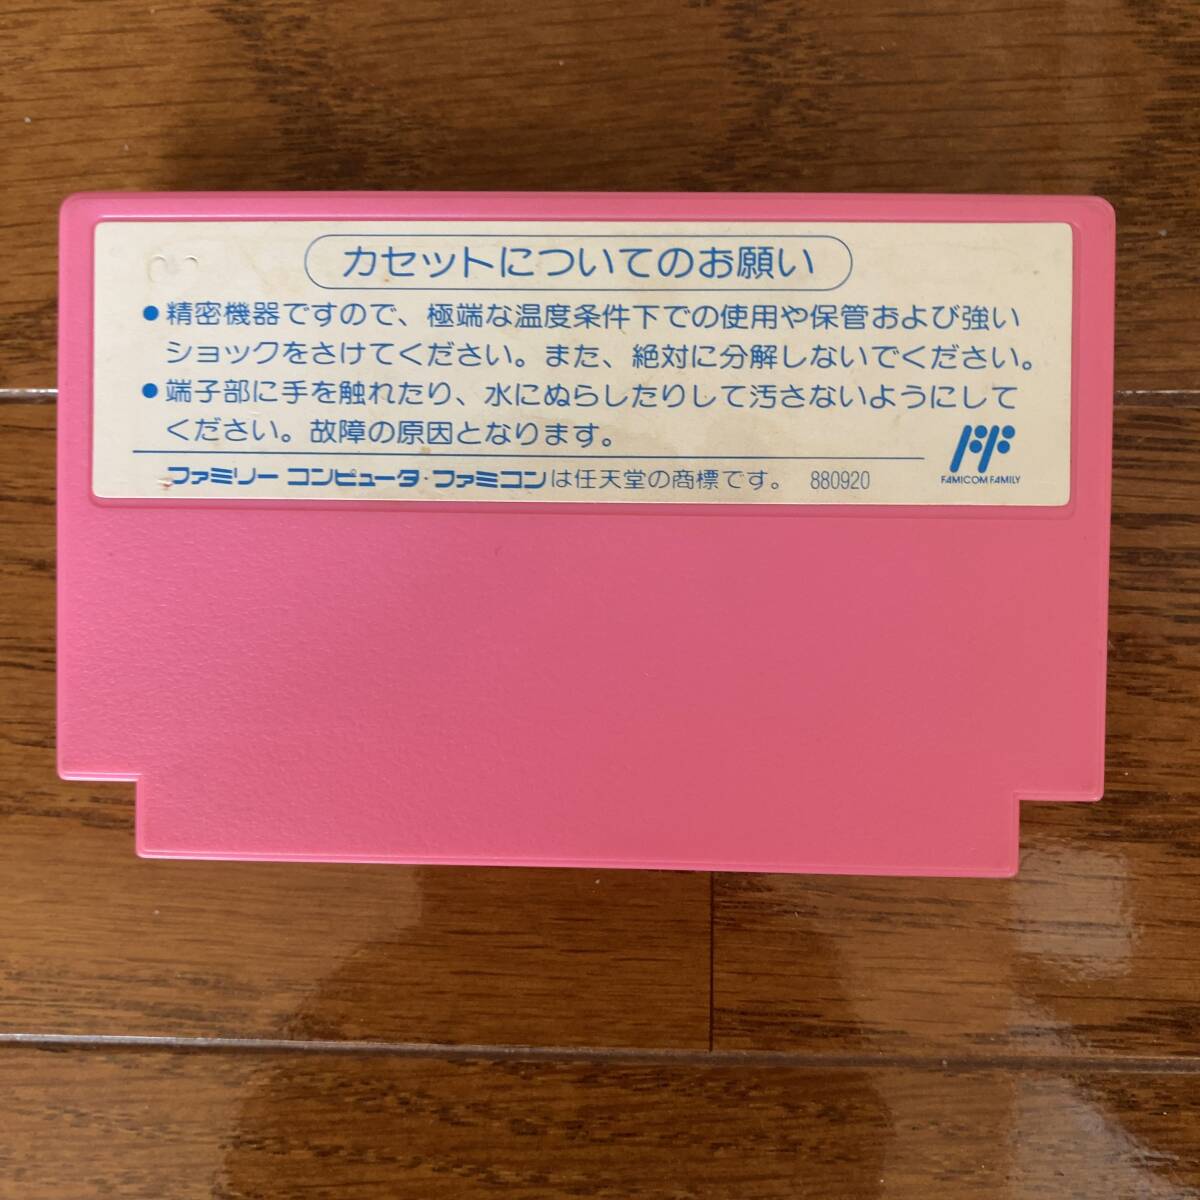 カセットについてのお願い
●精密機器ですので、極端な温度条件下での使用や保管および強い
ショックをさけてください。また、絶対に分解しないでください。
●端子部に手を触れたり、水にぬらしたりして汚さないようにして
ください。故障の原因となります。
ファミリー コンピュータ・ファミコンは任天堂の商標です。 880920
FAMICOM FAMILY